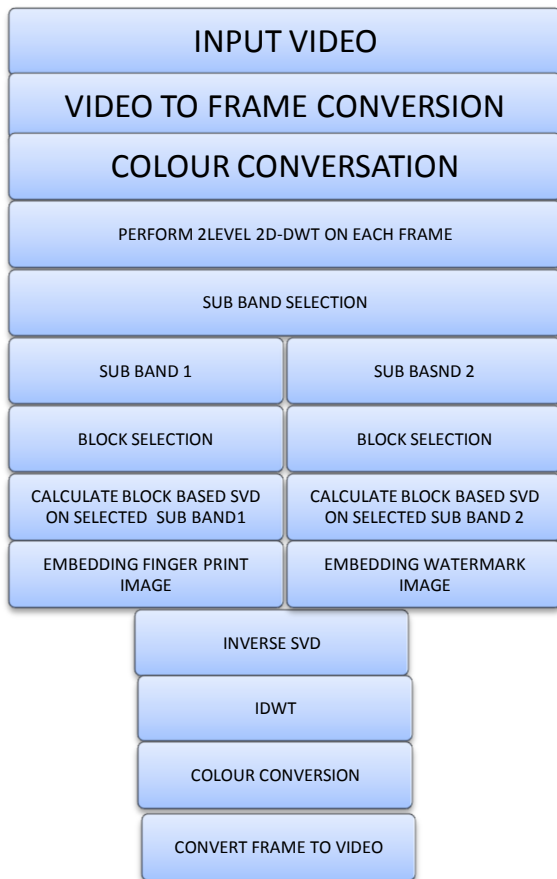 INPUT VIDEO
VIDEO TO FRAME CONVERSION
COLOUR CONVERSATION
PERFORM 2LEVEL 2D-DWT ON EACH FRAME
SUB BAND SELECTION
SUB BAND 1
SUB BASND 2
BLOCK SELECTION
BLOCK SELECTION
CALCULATE BLOCK BASED SVD
ON SELECTED SUB BAND1
CALCULATE BLOCK BASED SVD
ON SELECTED SUB BAND 2
EMBEDDING FINGER PRINT
IMAGE
EMBEDDING WATERMARK
IMAGE
INVERSE SVD
IDWT
COLOUR CONVERSION
CONVERT FRAME TO VIDEO